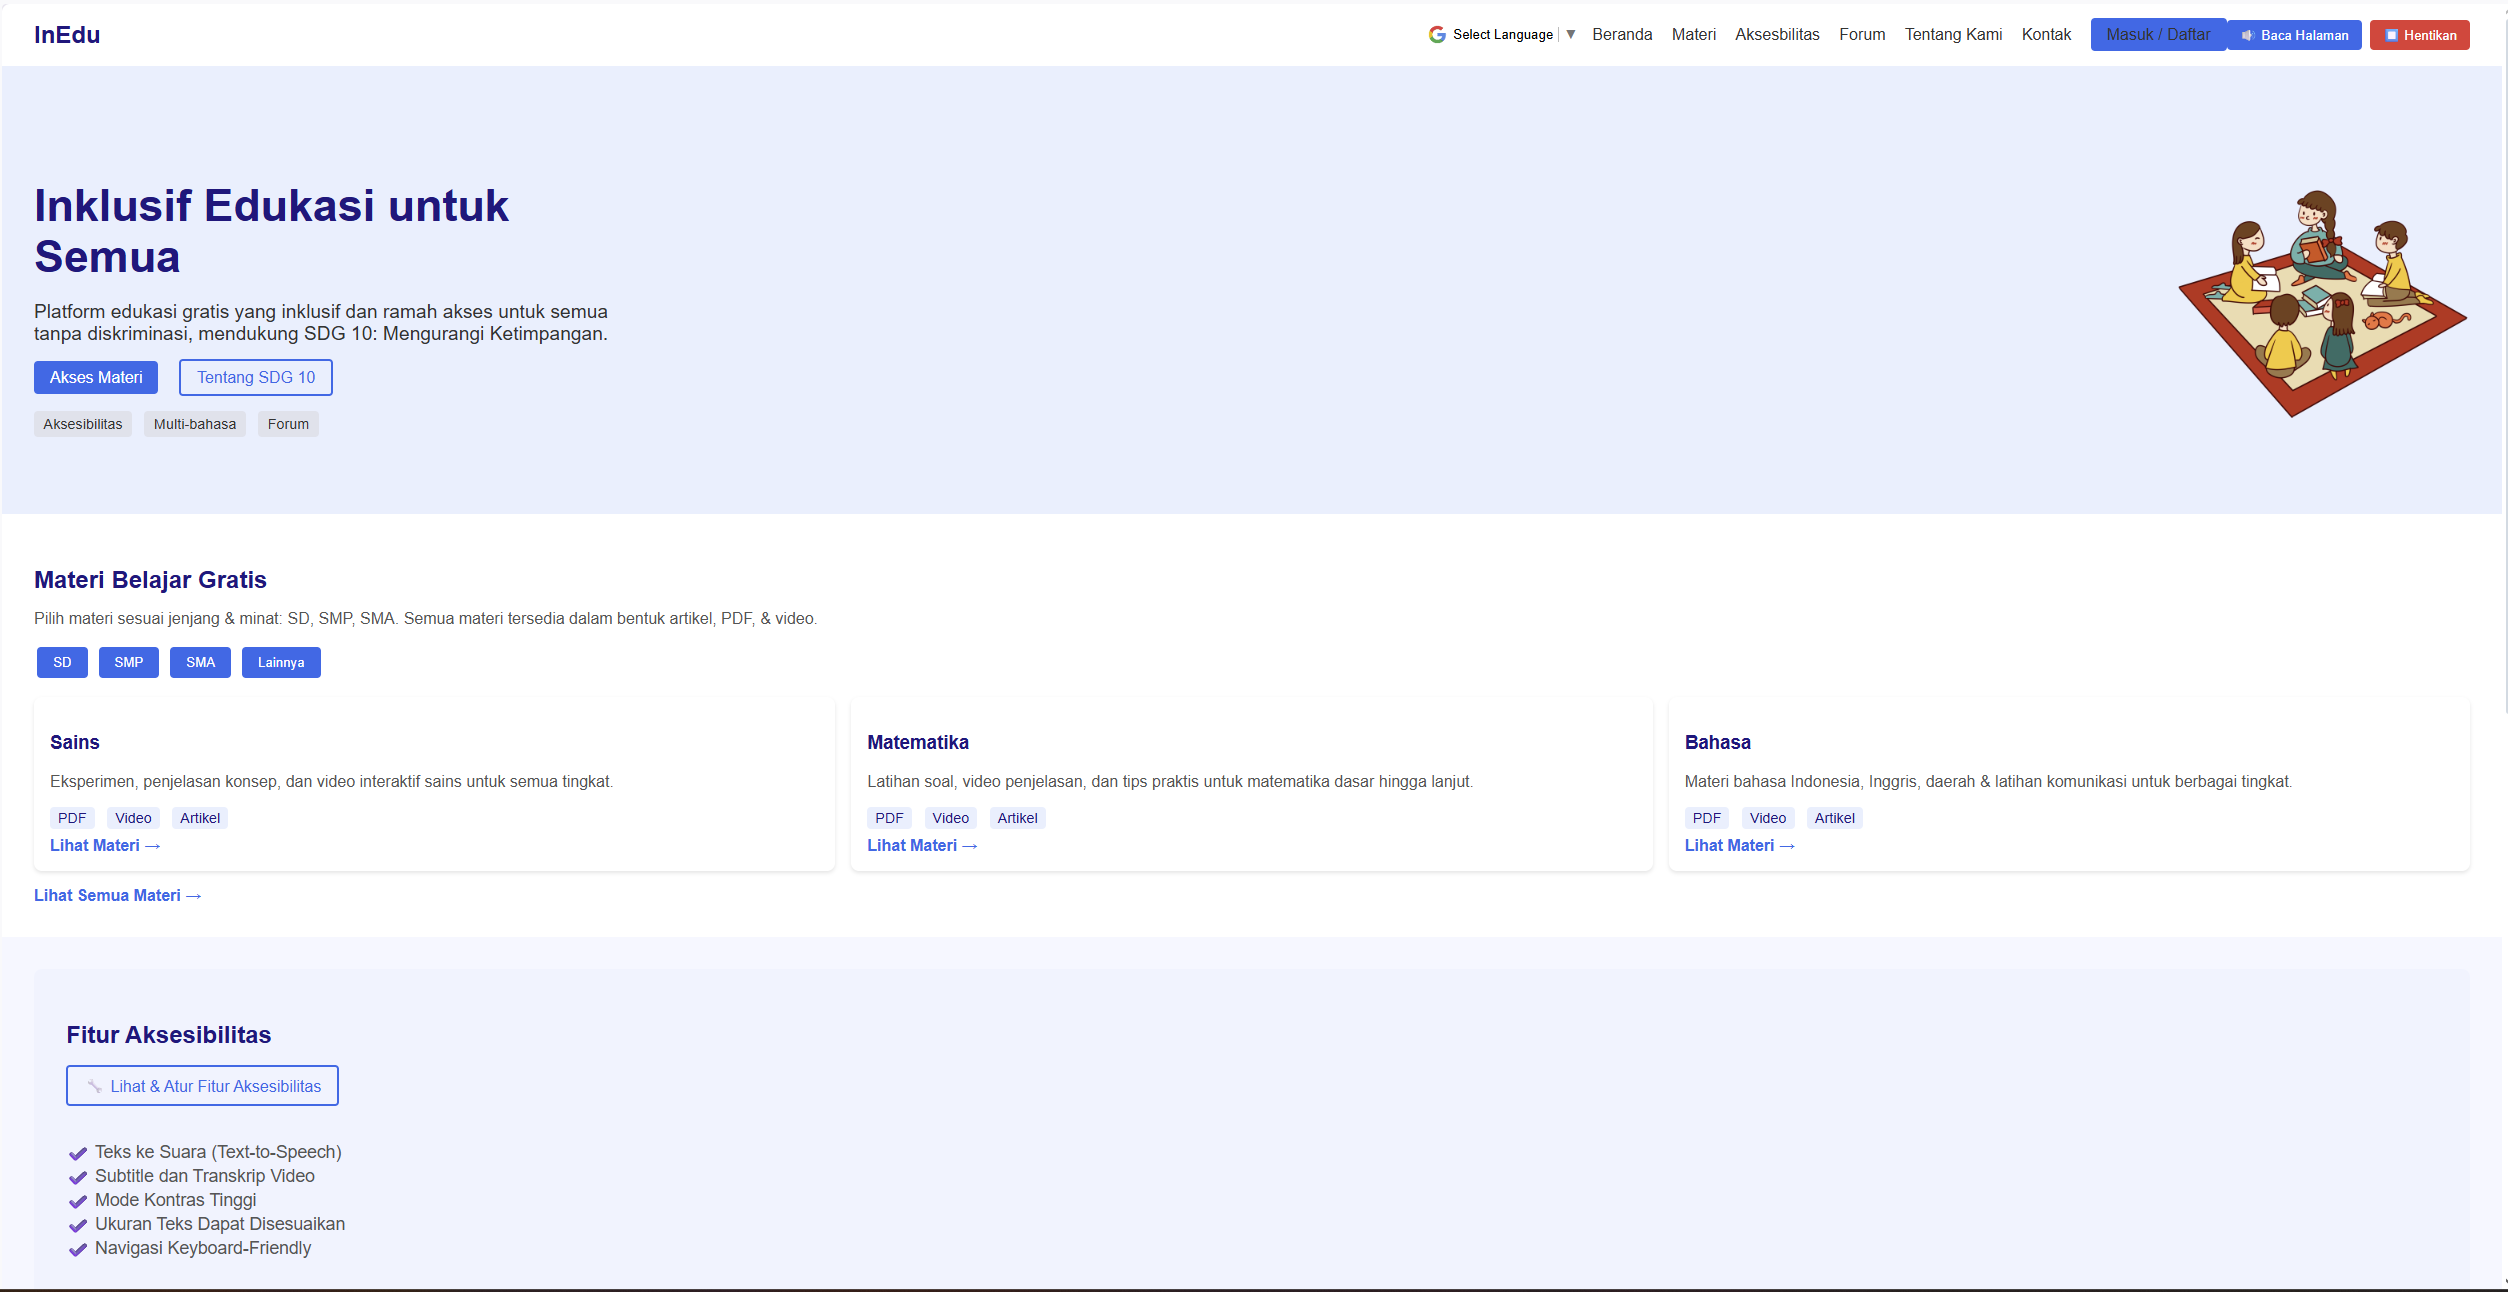 InEdu
Select Language ▼ Beranda Materi Aksesbilitas Forum Tentang Kami Kontak Masuk / Daftar Baca Halaman Hentikan
Inklusif Edukasi untuk
Semua
Platform edukasi gratis yang inklusif dan ramah akses untuk semua
tanpa diskriminasi, mendukung SDG 10: Mengurangi Ketimpangan.
Akses Materi Tentang SDG 10
Aksesibilitas Multi-bahasa Forum
Materi Belajar Gratis
Pilih materi sesuai jenjang & minat: SD, SMP, SMA. Semua materi tersedia dalam bentuk artikel, PDF, & video.
SD SMP SMA Lainnya
Sains
Eksperimen, penjelasan konsep, dan video interaktif sains untuk semua tingkat.
PDF Video Artikel
Lihat Materi →
Matematika
Latihan soal, video penjelasan, dan tips praktis untuk matematika dasar hingga lanjut.
PDF Video Artikel
Lihat Materi →
Bahasa
Materi bahasa Indonesia, Inggris, daerah & latihan komunikasi untuk berbagai tingkat.
PDF Video Artikel
Lihat Materi →
Lihat Semua Materi →
Fitur Aksesibilitas
Lihat & Atur Fitur Aksesibilitas
Teks ke Suara (Text-to-Speech)
Subtitle dan Transkrip Video
Mode Kontras Tinggi
Ukuran Teks Dapat Disesuaikan
Navigasi Keyboard-Friendly